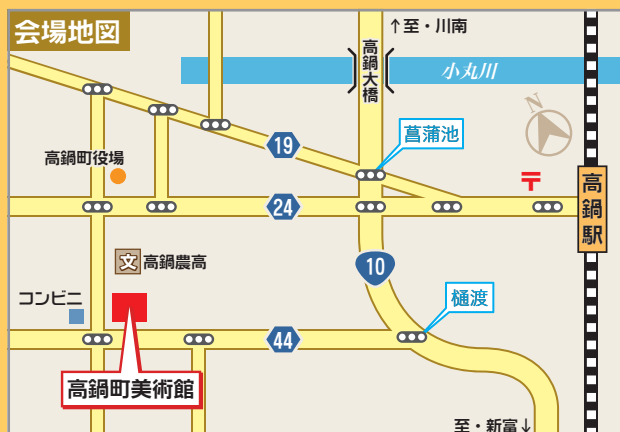 会場地図
↑至・川南
高鍋大橋
小丸川
N
菖蒲池
19
高鍋町役場
〒
高鍋駅
24
文
高鍋農高
10
コンビニ
樋渡
44
高鍋町美術館
至・新富↓